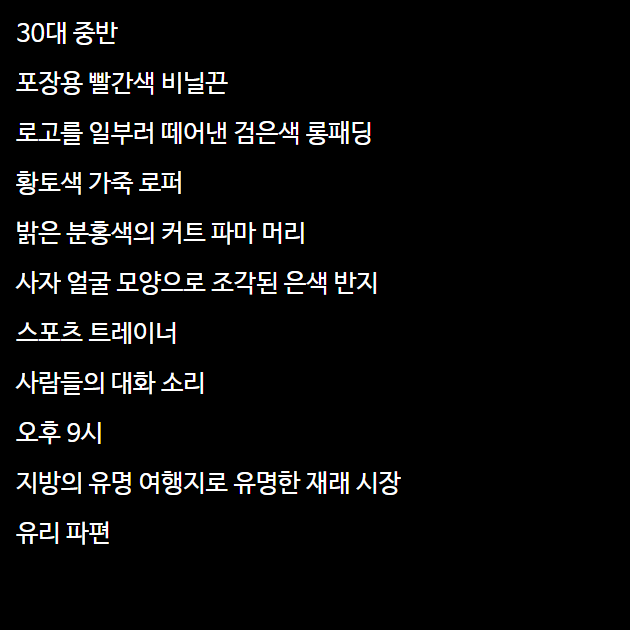 30대 중반
포장용 빨간색 비닐끈
로고를 일부러 떼어낸 검은색 롱패딩
황토색 가죽 로퍼
밝은 분홍색의 커트 파마 머리
사자 얼굴 모양으로 조각된 은색 반지
스포츠 트레이너
사람들의 대화 소리
오후 9시
지방의 유명 여행지로 유명한 재래 시장
유리 파편